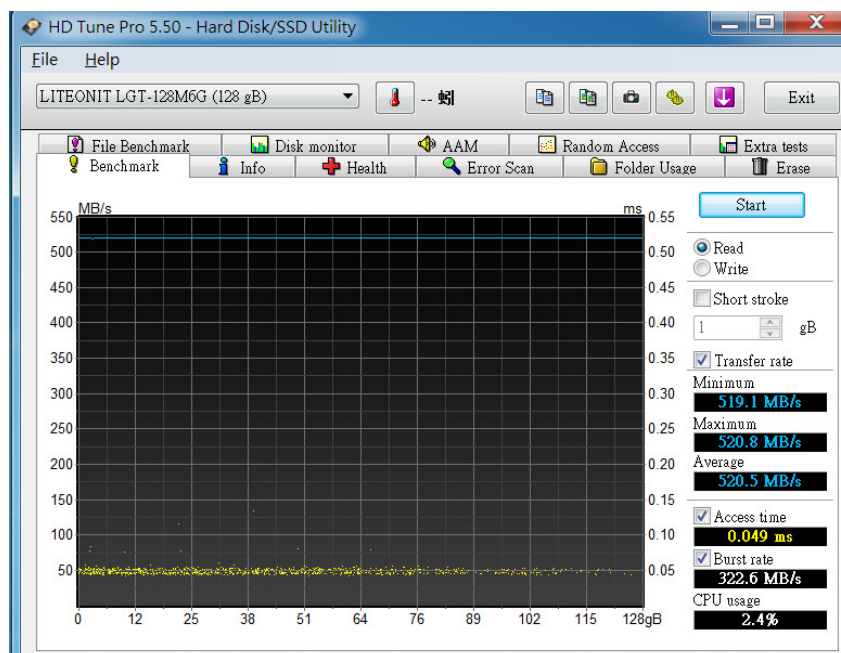 HD Tune Pro 5.50 - Hard Disk/SSD Utility
File Help
LITEONIT LGT-128M6G (128 gB) -- 蚓 Exit
File Benchmark Disk monitor AAM Random Access Extra tests
Benchmark Info Health Error Scan Folder Usage Erase
MB/s ms Start
550 0.55
500 0.50 Read
Write
450 0.45 Short stroke
400 0.40 1 gB
350 0.35 Transfer rate
Minimum
300 0.30 519.1 MB/s
250 0.25 Maximum
520.8 MB/s
200 0.20 Average
520.5 MB/s
150 0.15 Access time
100 0.10 0.049 ms
Burst rate
50 0.05 322.6 MB/s
CPU usage
0 12 25 38 51 64 76 89 102 115 128gB 2.4%